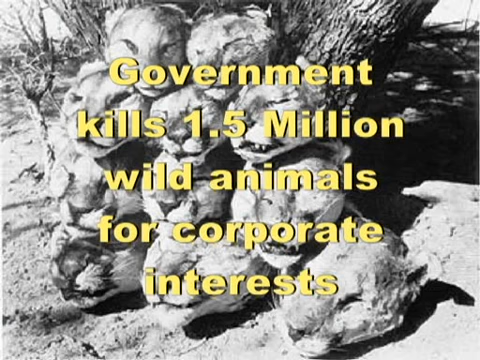 Government
kills 1.5 Million
wild animals
for corporate
interests